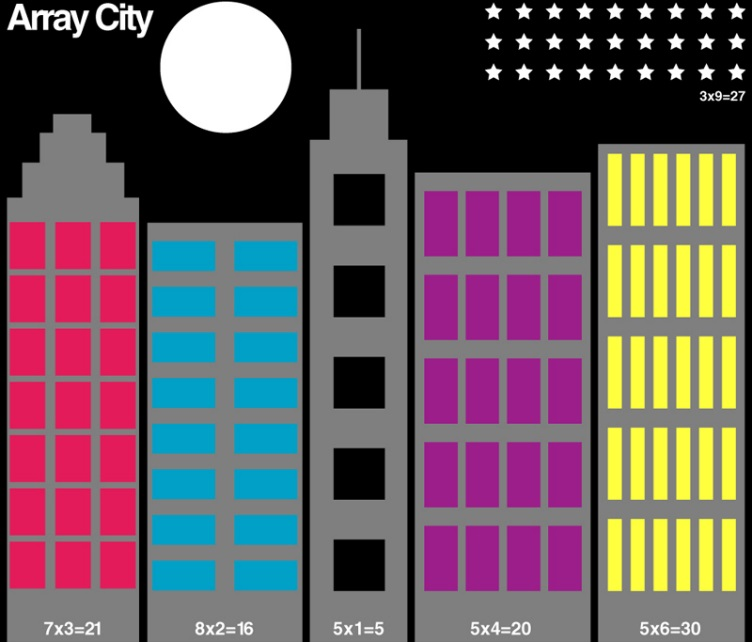 Array City
3x9=27
7x3=21
8x2=16
5x1=5
5x4=20
5x6=30